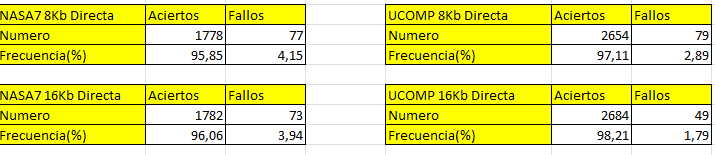 NASA7 8Kb Directa Aciertos Fallos
Numero 1778 77
Frecuencia(%) 95,85 4,15
UCOMP 8Kb Directa Aciertos Fallos
Numero 2654 79
Frecuencia(%) 97,11 2,89
NASA7 16Kb Directa Aciertos Fallos
Numero 1782 73
Frecuencia(%) 96,06 3,94
UCOMP 16Kb Directa Aciertos Fallos
Numero 2684 49
Frecuencia(%) 98,21 1,79